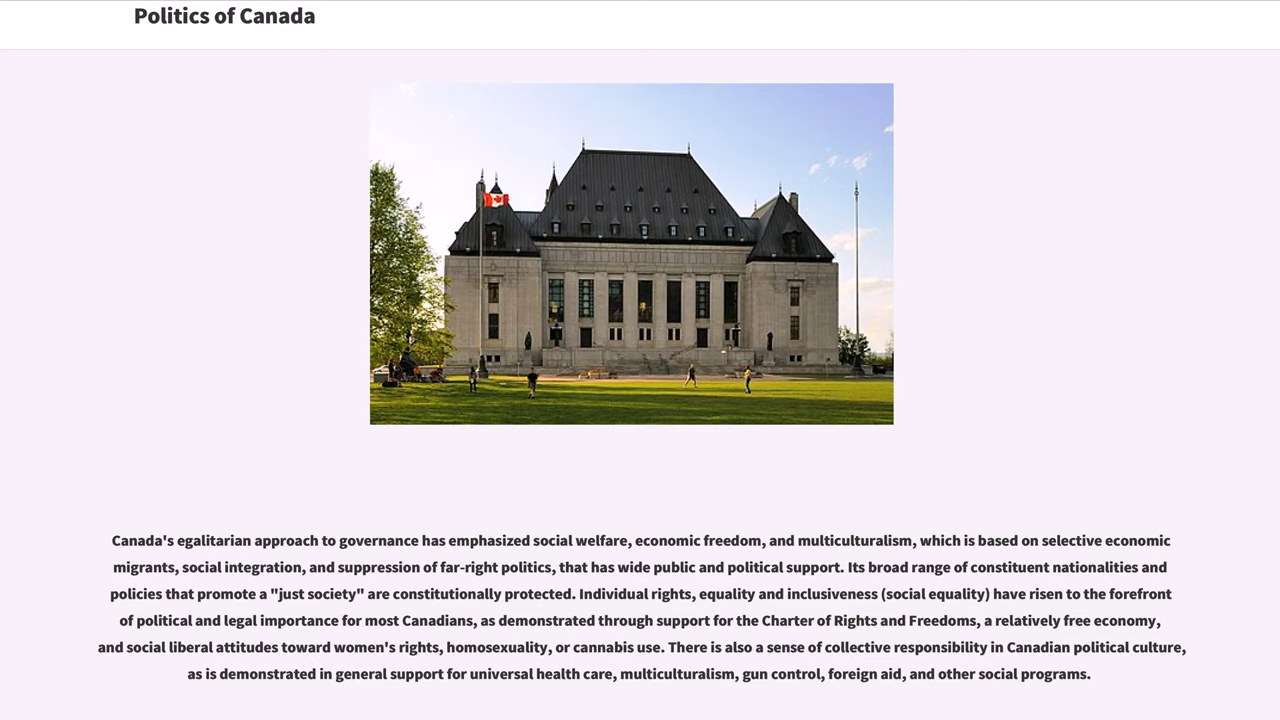 Politics of Canada
Canada's egalitarian approach to governance has emphasized social welfare, economic freedom, and multiculturalism, which is based on selective economic
migrants, social integration, and suppression of far-right politics, that has wide public and political support. Its broad range of constituent nationalities and
policies that promote a "just society" are constitutionally protected. Individual rights, equality and inclusiveness (social equality) have risen to the forefront
of political and legal importance for most Canadians, as demonstrated through support for the Charter of Rights and Freedoms, a relatively free economy,
and social liberal attitudes toward women's rights, homosexuality, or cannabis use. There is also a sense of collective responsibility in Canadian political culture,
as is demonstrated in general support for universal health care, multiculturalism, gun control, foreign aid, and other social programs.